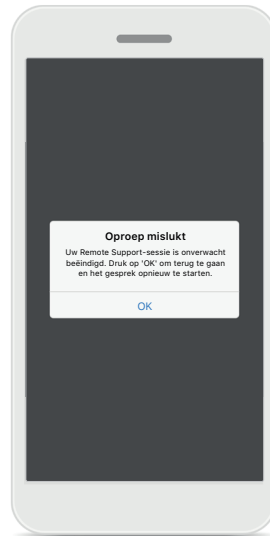 Oproep mislukt
Uw Remote Support-sessie is onverwacht
beëindigd. Druk op 'OK' om terug te gaan
en het gesprek opnieuw te starten.
OK